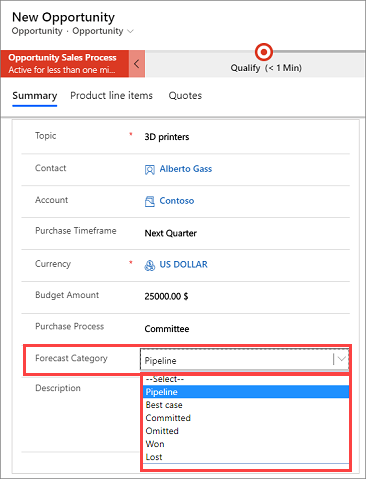 New Opportunity
Opportunity · Opportunity
Opportunity Sales Process
Active for less than one mi...
Qualify (< 1 Min)
Summary Product line items Quotes
Topic * 3D printers
Contact Alberto Gass
Account Contoso
Purchase Timeframe Next Quarter
Currency * US DOLLAR
Budget Amount 25000.00 $
Purchase Process Committee
Forecast Category Pipeline
Description
--Select--
Pipeline
Best case
Committed
Omitted
Won
Lost